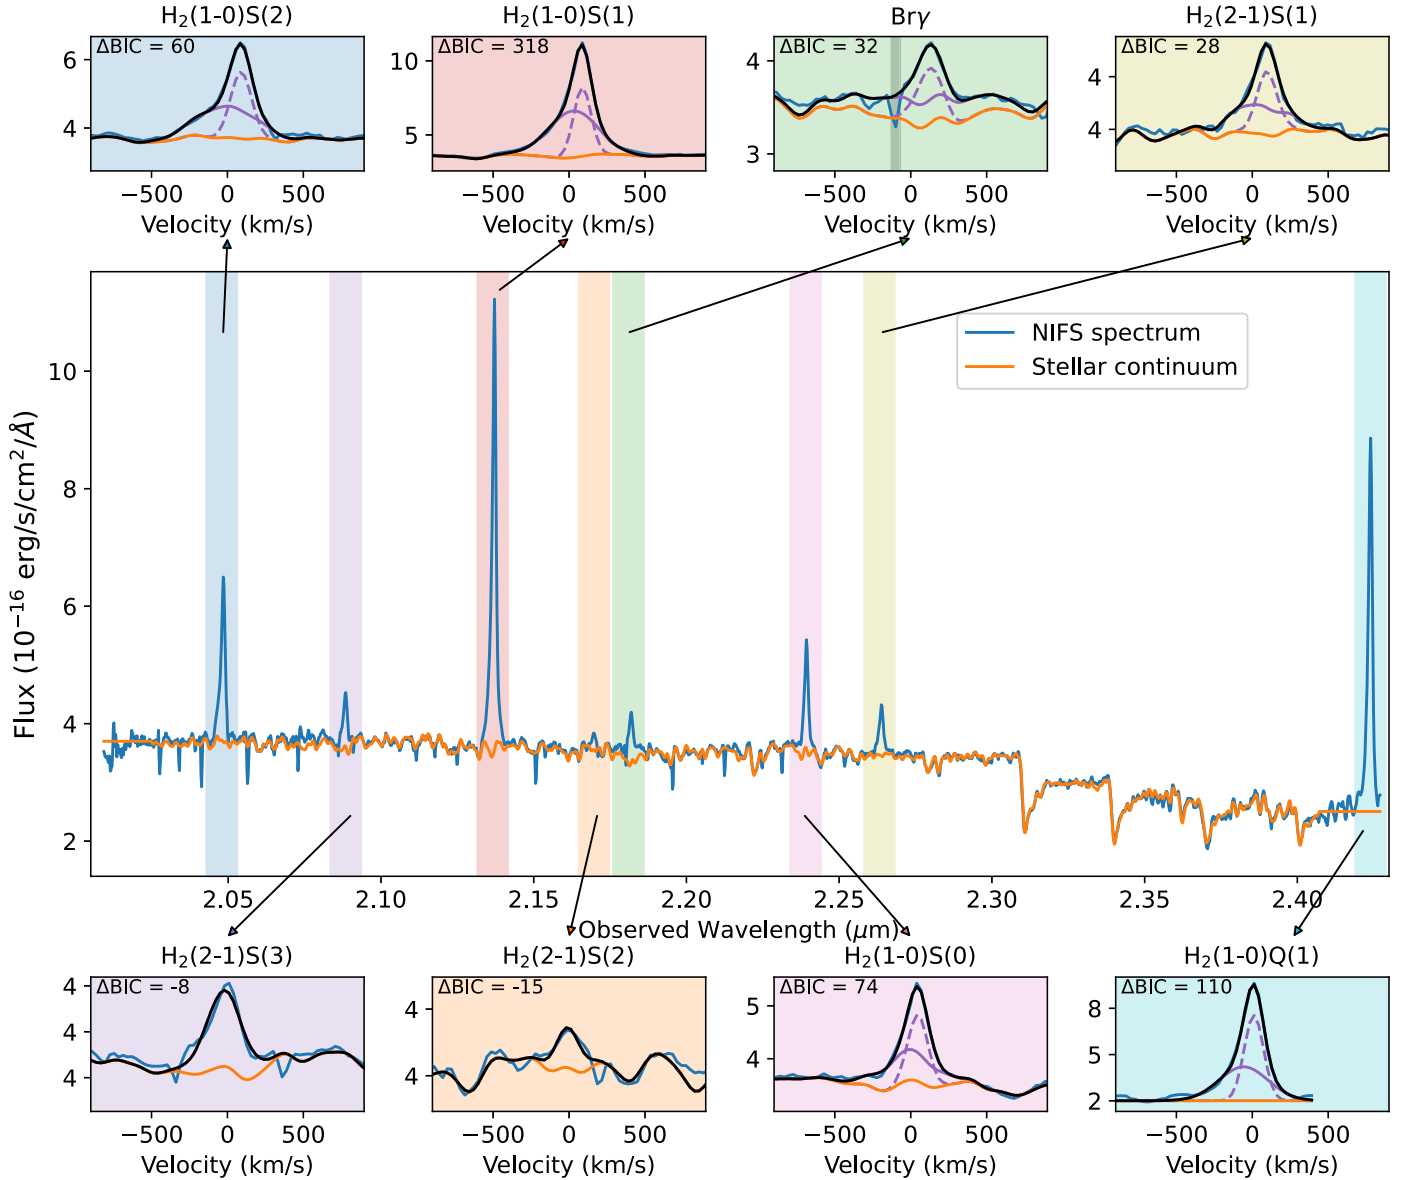 H₂(1-0)S(2) H₂(1-0)S(1) Brγ H₂(2-1)S(1)
ΔBIC = 60 ΔBIC = 318 ΔBIC = 32 ΔBIC = 28
6 4 10 5 4 3 4 4
−500 0 500 −500 0 500 −500 0 500 −500 0 500
Velocity (km/s) Velocity (km/s) Velocity (km/s) Velocity (km/s)
NIFS spectrum
Stellar continuum
10
8
6
4
2
Flux (10⁻¹⁶ erg/s/cm²/Å)
2.05 2.10 2.15 2.20 2.25 2.30 2.35 2.40
Observed Wavelength (μm)
H₂(2-1)S(3) H₂(2-1)S(2) H₂(1-0)S(0) H₂(1-0)Q(1)
ΔBIC = -8 ΔBIC = -15 ΔBIC = 74 ΔBIC = 110
4 4 4 4 4 5 4 8 5 2
−500 0 500 −500 0 500 −500 0 500 −500 0 500
Velocity (km/s) Velocity (km/s) Velocity (km/s) Velocity (km/s)